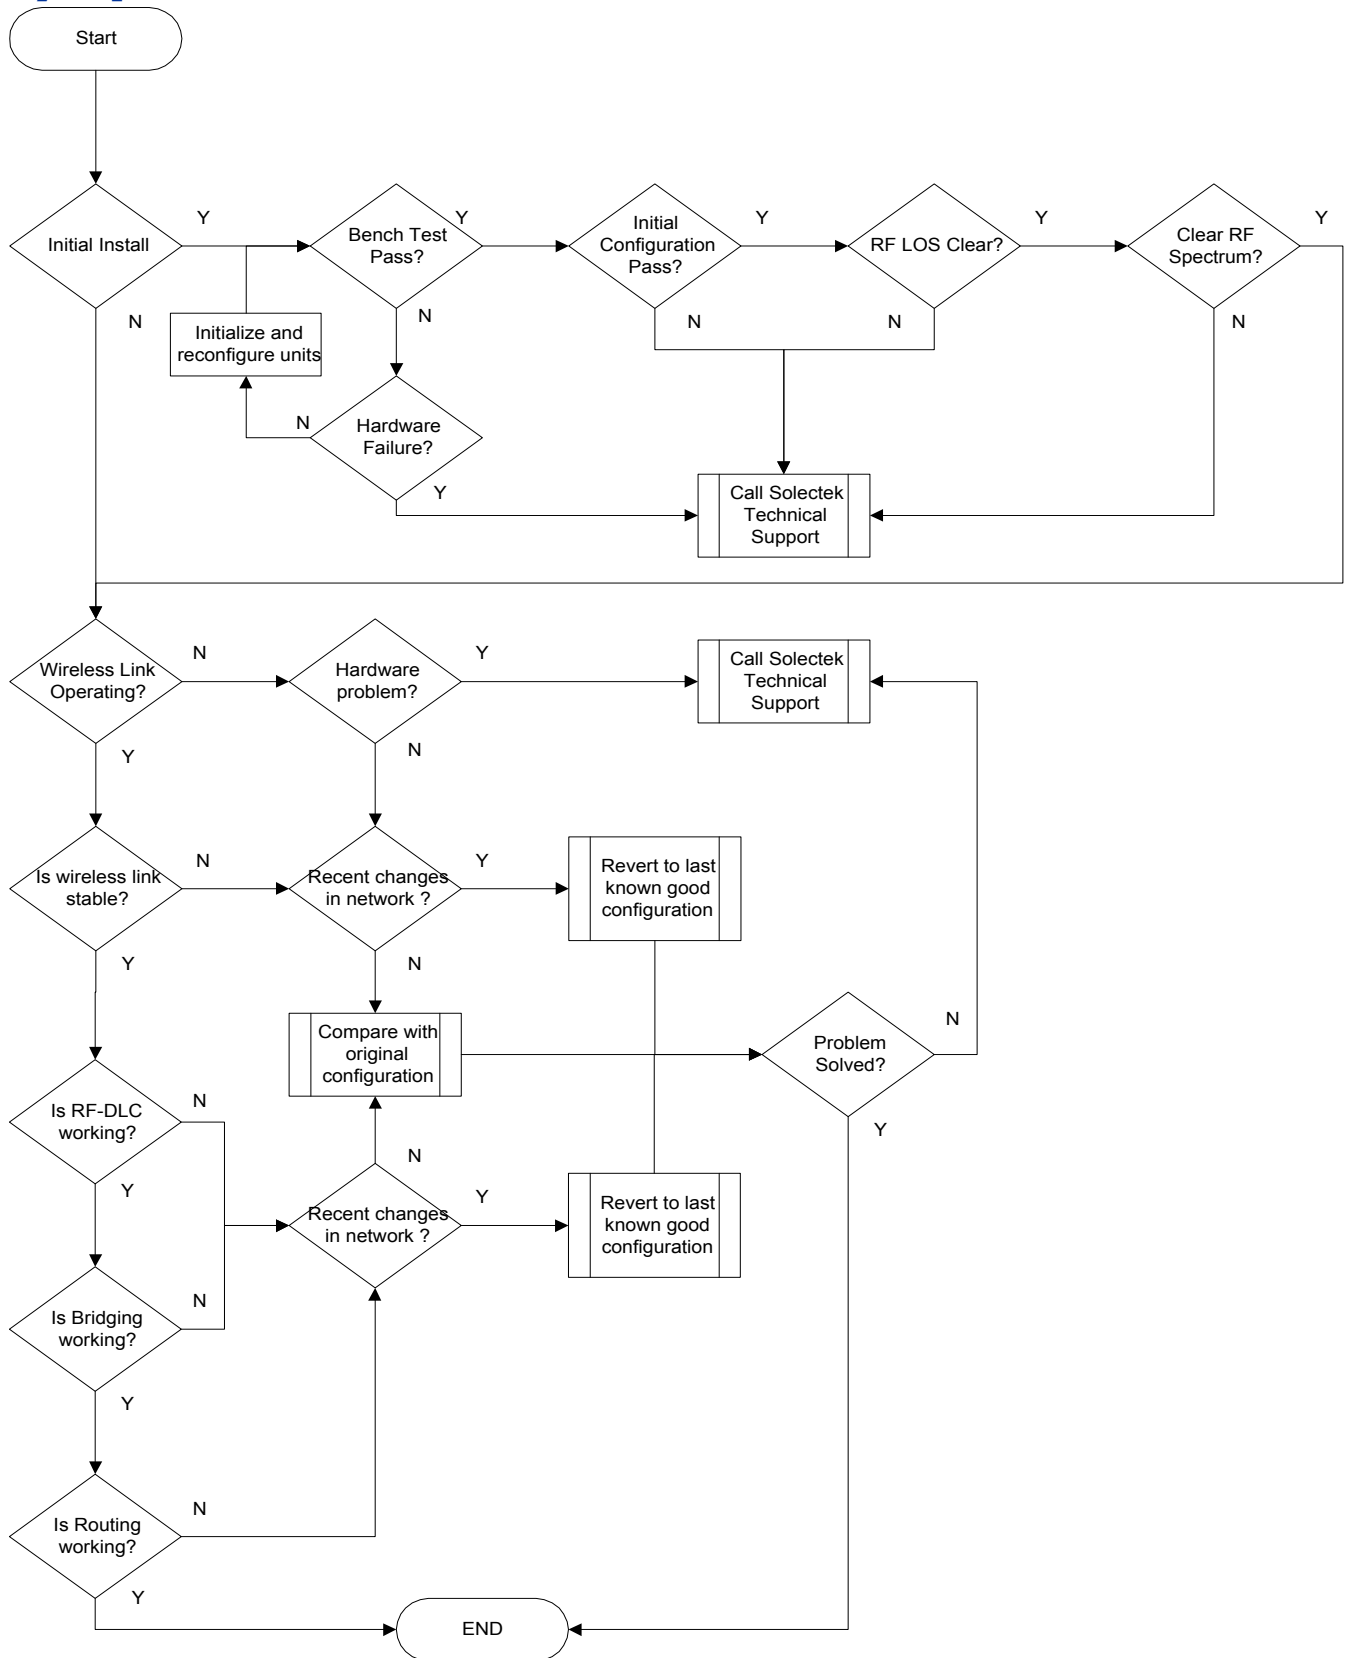 Start
Initial Install
Y
N
Bench Test
Pass?
Y
N
Initial
Configuration
Pass?
Y
N
RF LOS Clear?
Y
N
Clear RF
Spectrum?
Y
N
Initialize and
reconfigure units
Hardware
Failure?
N
Y
Call Solectek
Technical
Support
Wireless Link
Operating?
N
Y
Hardware
problem?
Y
N
Call Solectek
Technical
Support
Is wireless link
stable?
N
Y
Recent changes
in network ?
Y
N
Revert to last
known good
configuration
Compare with
original
configuration
Problem
Solved?
N
Y
Is RF-DLC
working?
N
Y
Recent changes
in network ?
N
Y
Revert to last
known good
configuration
Is Bridging
working?
N
Y
Is Routing
working?
N
Y
END